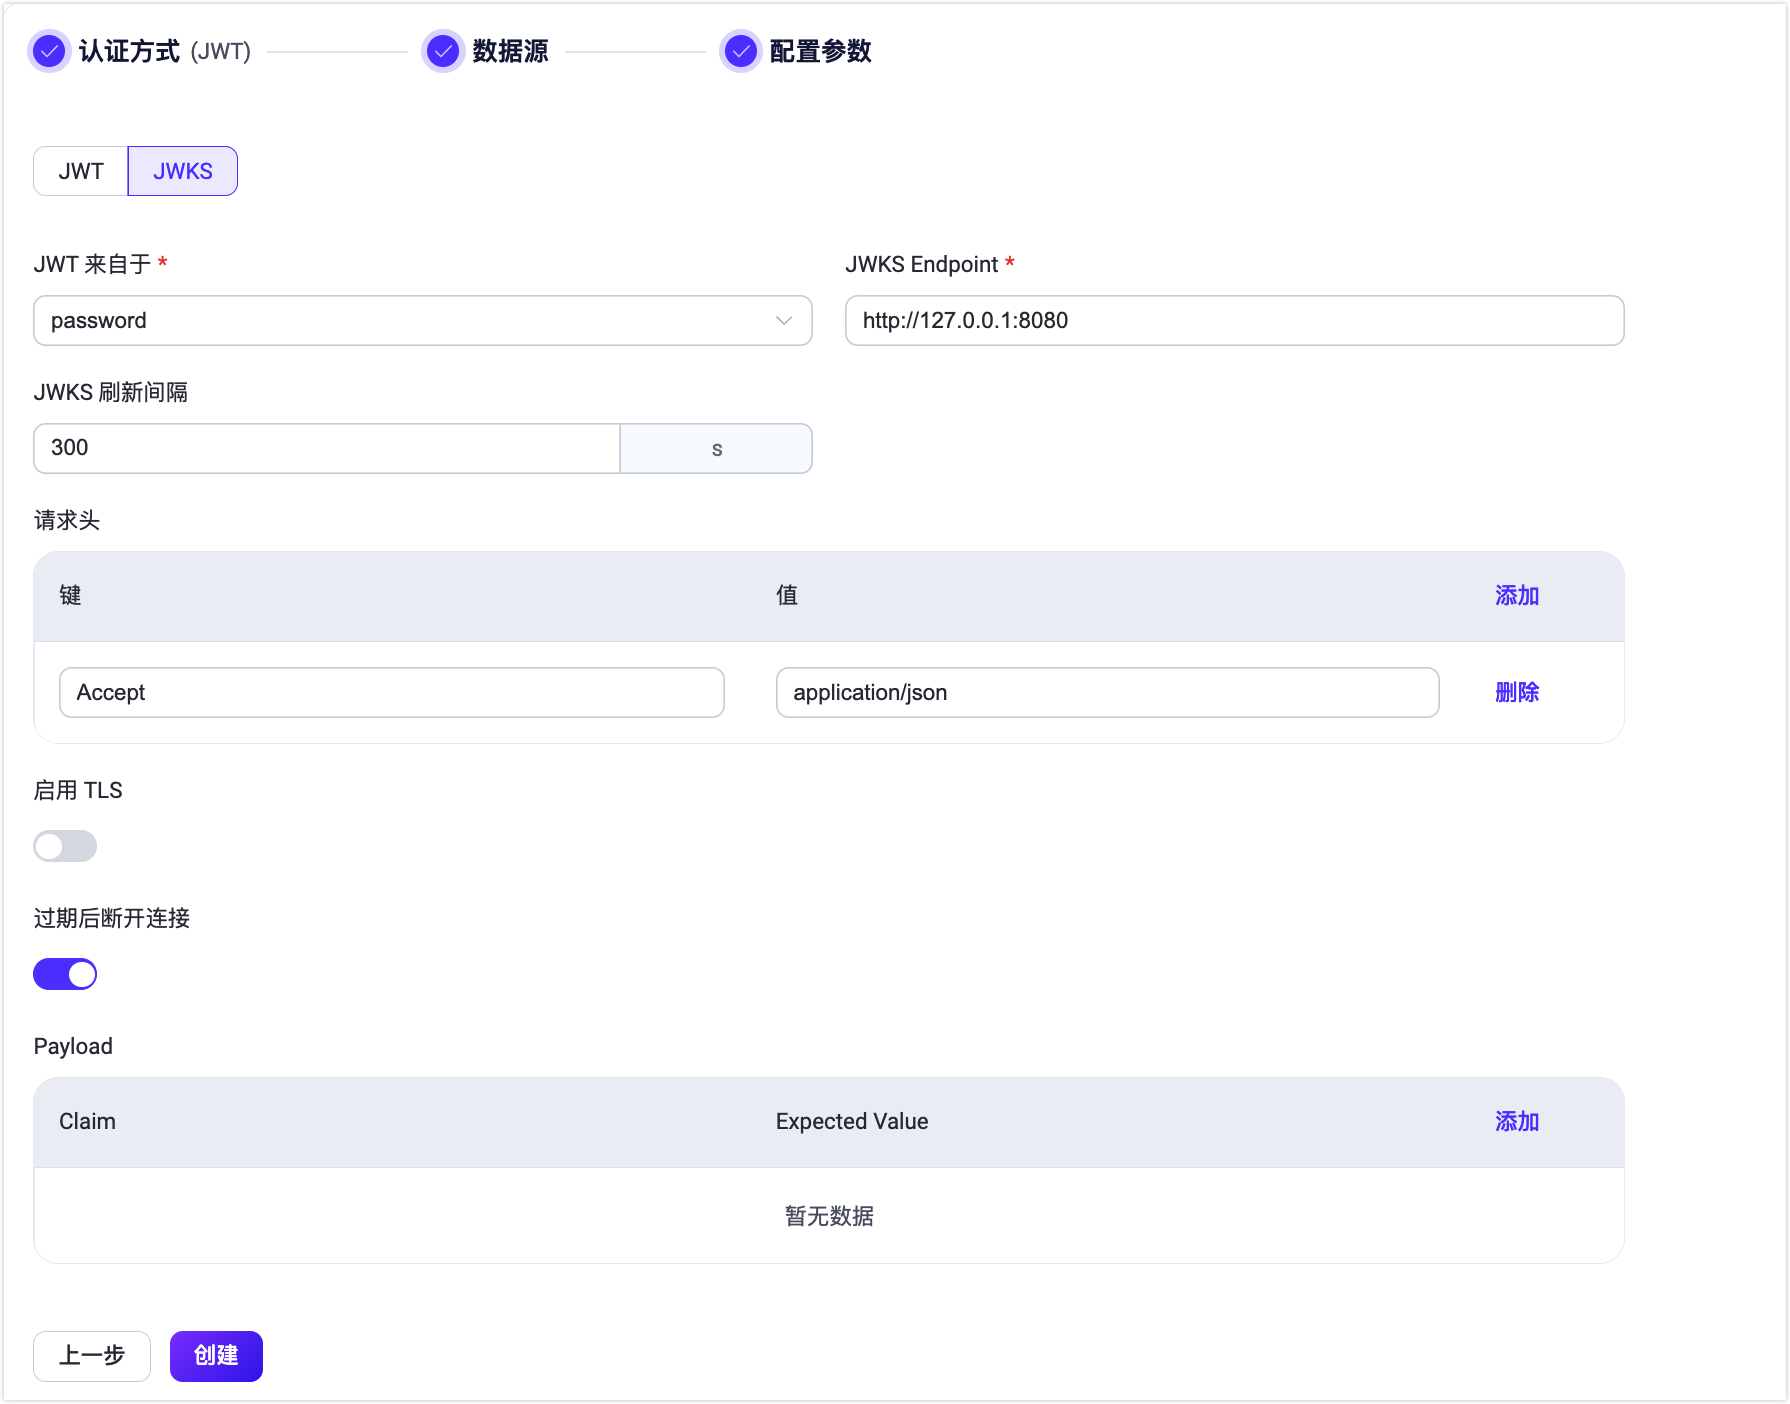 认证方式 (JWT) 数据源 配置参数
JWT JWKS
JWT 来自于 * JWKS Endpoint *
password http://127.0.0.1:8080
JWKS 刷新间隔
300 s
请求头
键 值 添加
Accept application/json 删除
启用 TLS
过期后断开连接
Payload
Claim Expected Value 添加
暂无数据
上一步 创建